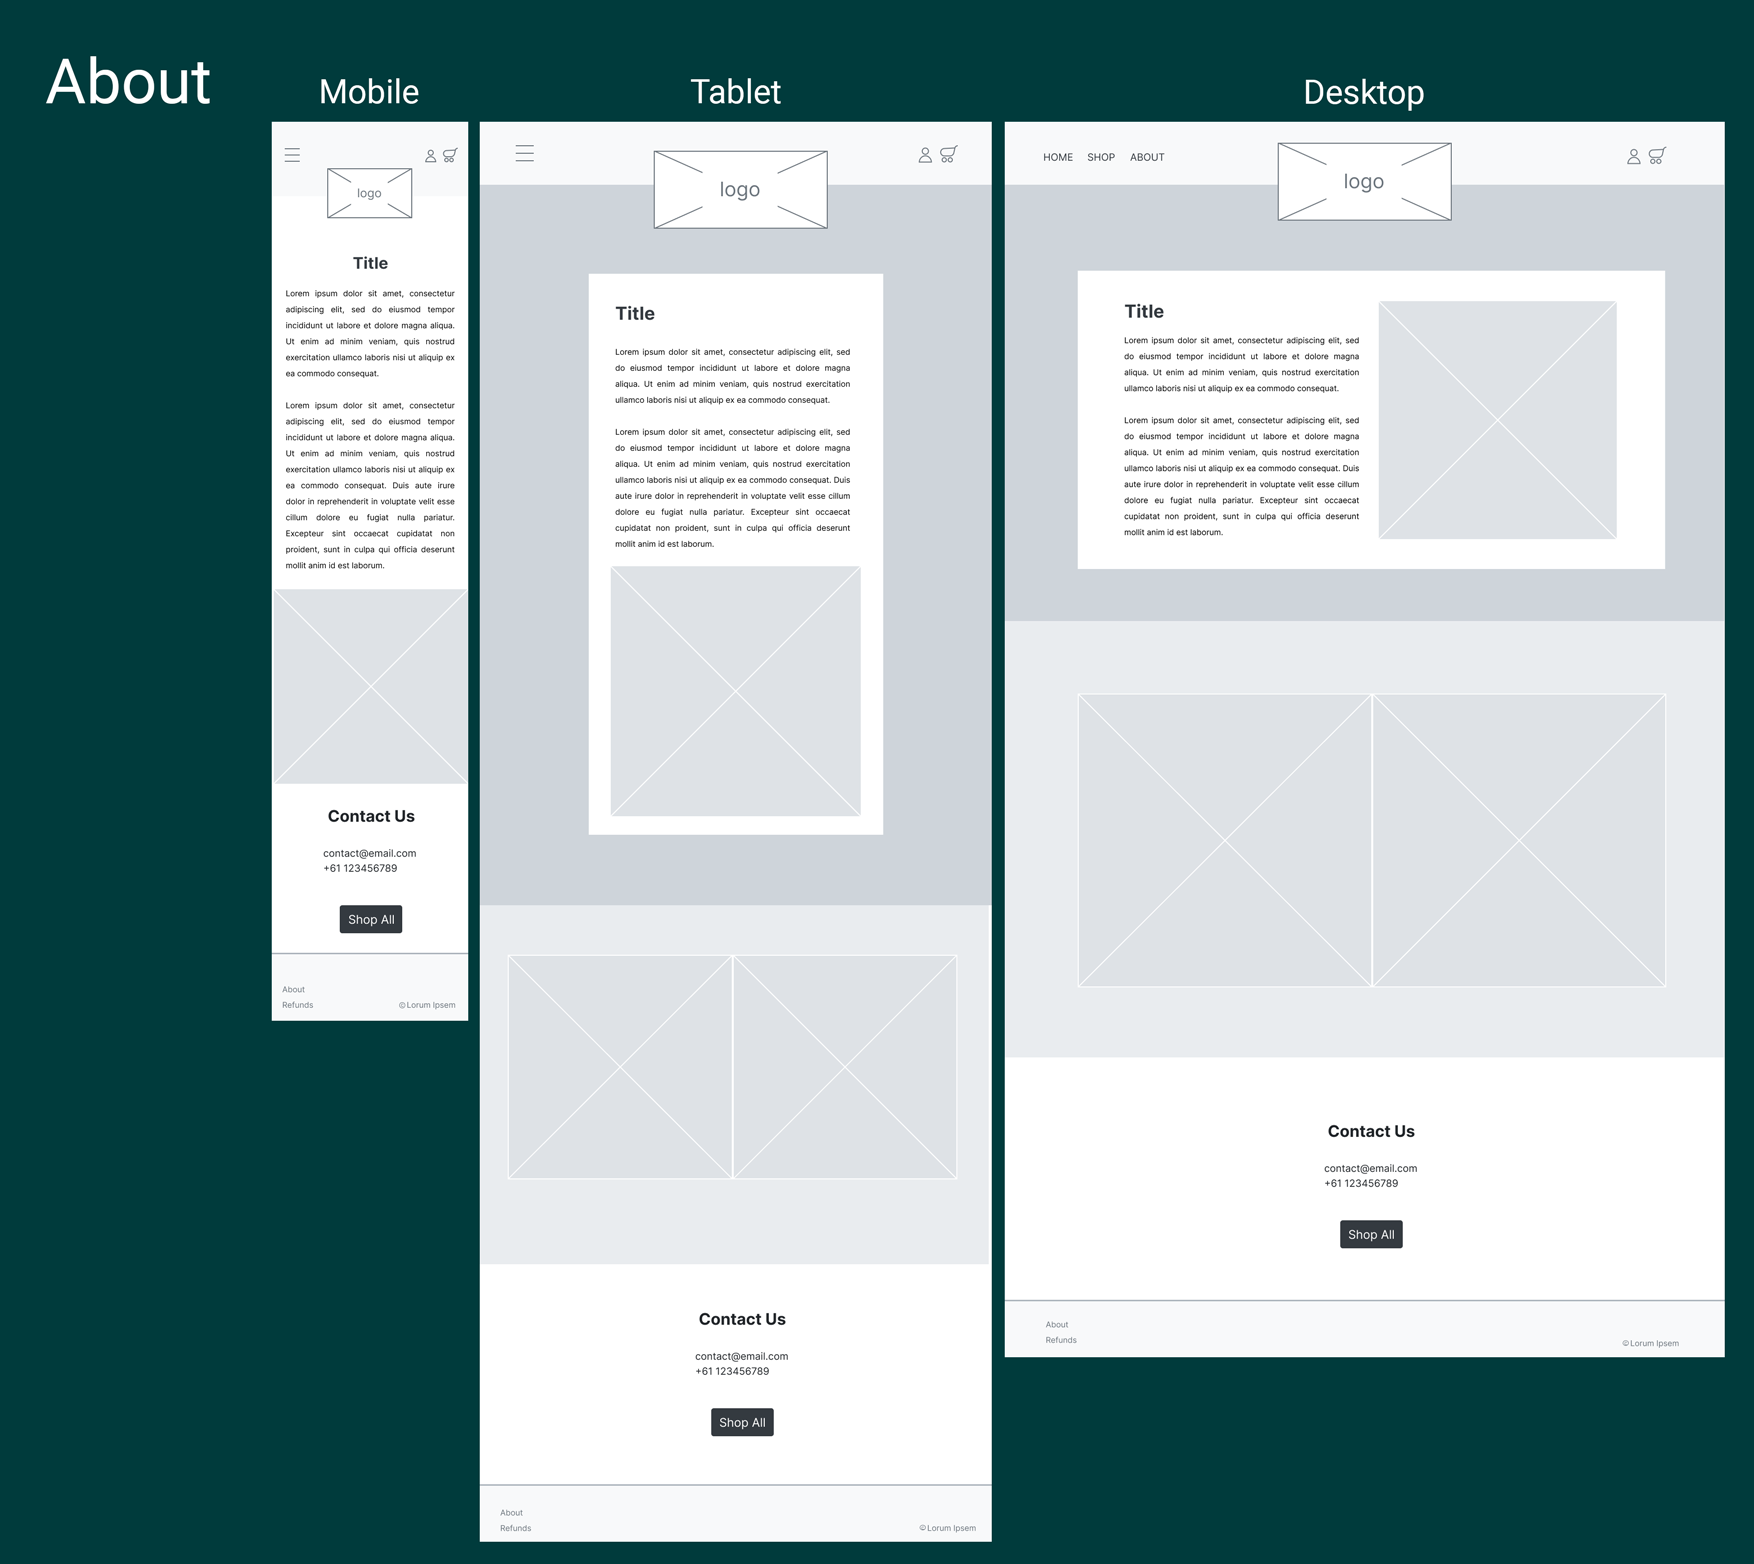 About
Mobile
logo
Title
Lorem ipsum dolor sit amet, consectetur
adipiscing elit, sed do eiusmod tempor
incididunt ut labore et dolore magna aliqua.
Ut enim ad minim veniam, quis nostrud
exercitation ullamco laboris nisi ut aliquip ex
ea commodo consequat.
Lorem ipsum dolor sit amet, consectetur
adipiscing elit, sed do eiusmod tempor
incididunt ut labore et dolore magna aliqua.
Ut enim ad minim veniam, quis nostrud
exercitation ullamco laboris nisi ut aliquip ex
ea commodo consequat. Duis aute irure
dolor in reprehenderit in voluptate velit esse
cillum dolore eu fugiat nulla pariatur.
Excepteur sint occaecat cupidatat non
proident, sunt in culpa qui officia deserunt
mollit anim id est laborum.
Contact Us
contact@email.com
+61 123456789
Shop All
About
Refunds
©Lorum Ipsem
Tablet
logo
Title
Lorem ipsum dolor sit amet, consectetur adipiscing elit, sed
do eiusmod tempor incididunt ut labore et dolore magna
aliqua. Ut enim ad minim veniam, quis nostrud exercitation
ullamco laboris nisi ut aliquip ex ea commodo consequat.
Lorem ipsum dolor sit amet, consectetur adipiscing elit, sed
do eiusmod tempor incididunt ut labore et dolore magna
aliqua. Ut enim ad minim veniam, quis nostrud exercitation
ullamco laboris nisi ut aliquip ex ea commodo consequat. Duis
aute irure dolor in reprehenderit in voluptate velit esse cillum
dolore eu fugiat nulla pariatur. Excepteur sint occaecat
cupidatat non proident, sunt in culpa qui officia deserunt
mollit anim id est laborum.
Contact Us
contact@email.com
+61 123456789
Shop All
About
Refunds
©Lorum Ipsem
Desktop
HOME SHOP ABOUT
logo
Title
Lorem ipsum dolor sit amet, consectetur adipiscing elit, sed
do eiusmod tempor incididunt ut labore et dolore magna
aliqua. Ut enim ad minim veniam, quis nostrud exercitation
ullamco laboris nisi ut aliquip ex ea commodo consequat.
Lorem ipsum dolor sit amet, consectetur adipiscing elit, sed
do eiusmod tempor incididunt ut labore et dolore magna
aliqua. Ut enim ad minim veniam, quis nostrud exercitation
ullamco laboris nisi ut aliquip ex ea commodo consequat. Duis
aute irure dolor in reprehenderit in voluptate velit esse cillum
dolore eu fugiat nulla pariatur. Excepteur sint occaecat
cupidatat non proident, sunt in culpa qui officia deserunt
mollit anim id est laborum.
Contact Us
contact@email.com
+61 123456789
Shop All
About
Refunds
©Lorum Ipsem